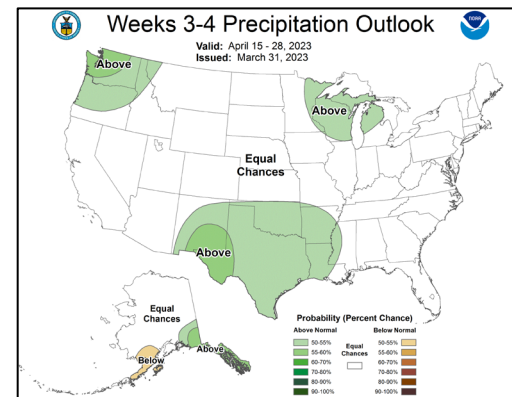 Weeks 3-4 Precipitation Outlook
noaa
Valid: April 15 - 28, 2023
Issued: March 31, 2023
Above
Above
Equal
Chances
Above
Equal
Chances
Above
Below
Probability (Percent Chance)
Above Normal
Below Normal
Equal
Chances
50-55%
55-60%
60-70%
70-80%
80-90%
90-100%
50-55%
55-60%
60-70%
70-80%
80-90%
90-100%